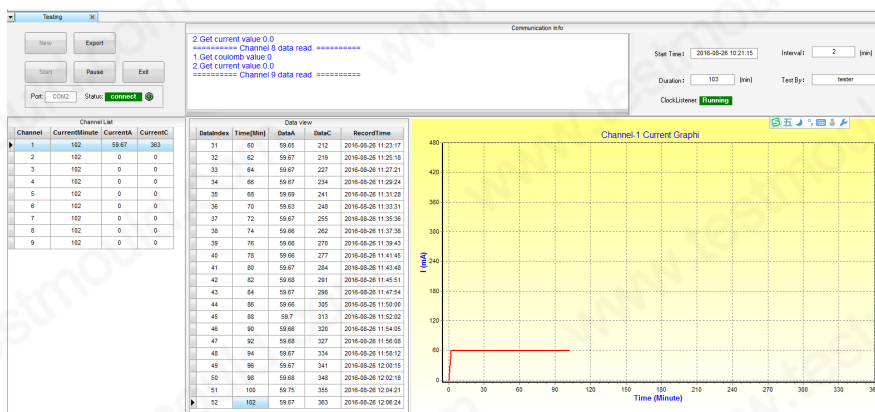 Testing
New Export
Start Pause Exit
Port: COM2 Status: connect
Communication Info
2.Get current value:0.0
========== Channel 8 data read. ==========
1.Get coulomb value:0
2.Get current value:0.0
========== Channel 9 data read. ==========
Start Time: 2016-08-26 10:21:15 Interval: 2 (min)
Duration: 103 (min) Test By: tester
ClockListener: Running
Channel List
Channel CurrentMinute CurrentA CurrentC
1 102 59.67 363
2 102 0 0
3 102 0 0
4 102 0 0
5 102 0 0
6 102 0 0
7 102 0 0
8 102 0 0
9 102 0 0
Data view
DataIndex Time[Min] DataA DataC RecordTime
31 60 59.65 212 2016-08-26 11:23:17
32 62 59.67 219 2016-08-26 11:25:18
33 64 59.67 227 2016-08-26 11:27:21
34 66 59.67 234 2016-08-26 11:29:24
35 68 59.69 241 2016-08-26 11:31:28
36 70 59.63 248 2016-08-26 11:33:31
37 72 59.67 255 2016-08-26 11:35:36
38 74 59.66 262 2016-08-26 11:37:38
39 76 59.66 270 2016-08-26 11:39:43
40 78 59.66 277 2016-08-26 11:41:45
41 80 59.67 284 2016-08-26 11:43:48
42 82 59.68 291 2016-08-26 11:45:51
43 84 59.67 298 2016-08-26 11:47:54
44 86 59.66 305 2016-08-26 11:50:00
45 88 59.7 313 2016-08-26 11:52:02
46 90 59.66 320 2016-08-26 11:54:05
47 92 59.68 327 2016-08-26 11:56:08
48 94 59.67 334 2016-08-26 11:58:12
49 96 59.67 341 2016-08-26 12:00:15
50 98 59.68 348 2016-08-26 12:02:18
51 100 59.75 355 2016-08-26 12:04:21
52 102 59.67 363 2016-08-26 12:06:24
五
Channel-1 Current Graphi
480
420
360
300
240
180
120
60
0
I (mA)
0 30 60 90 120 150 180 210 240 270 300 330 36
Time (Minute)
www.testmould.com